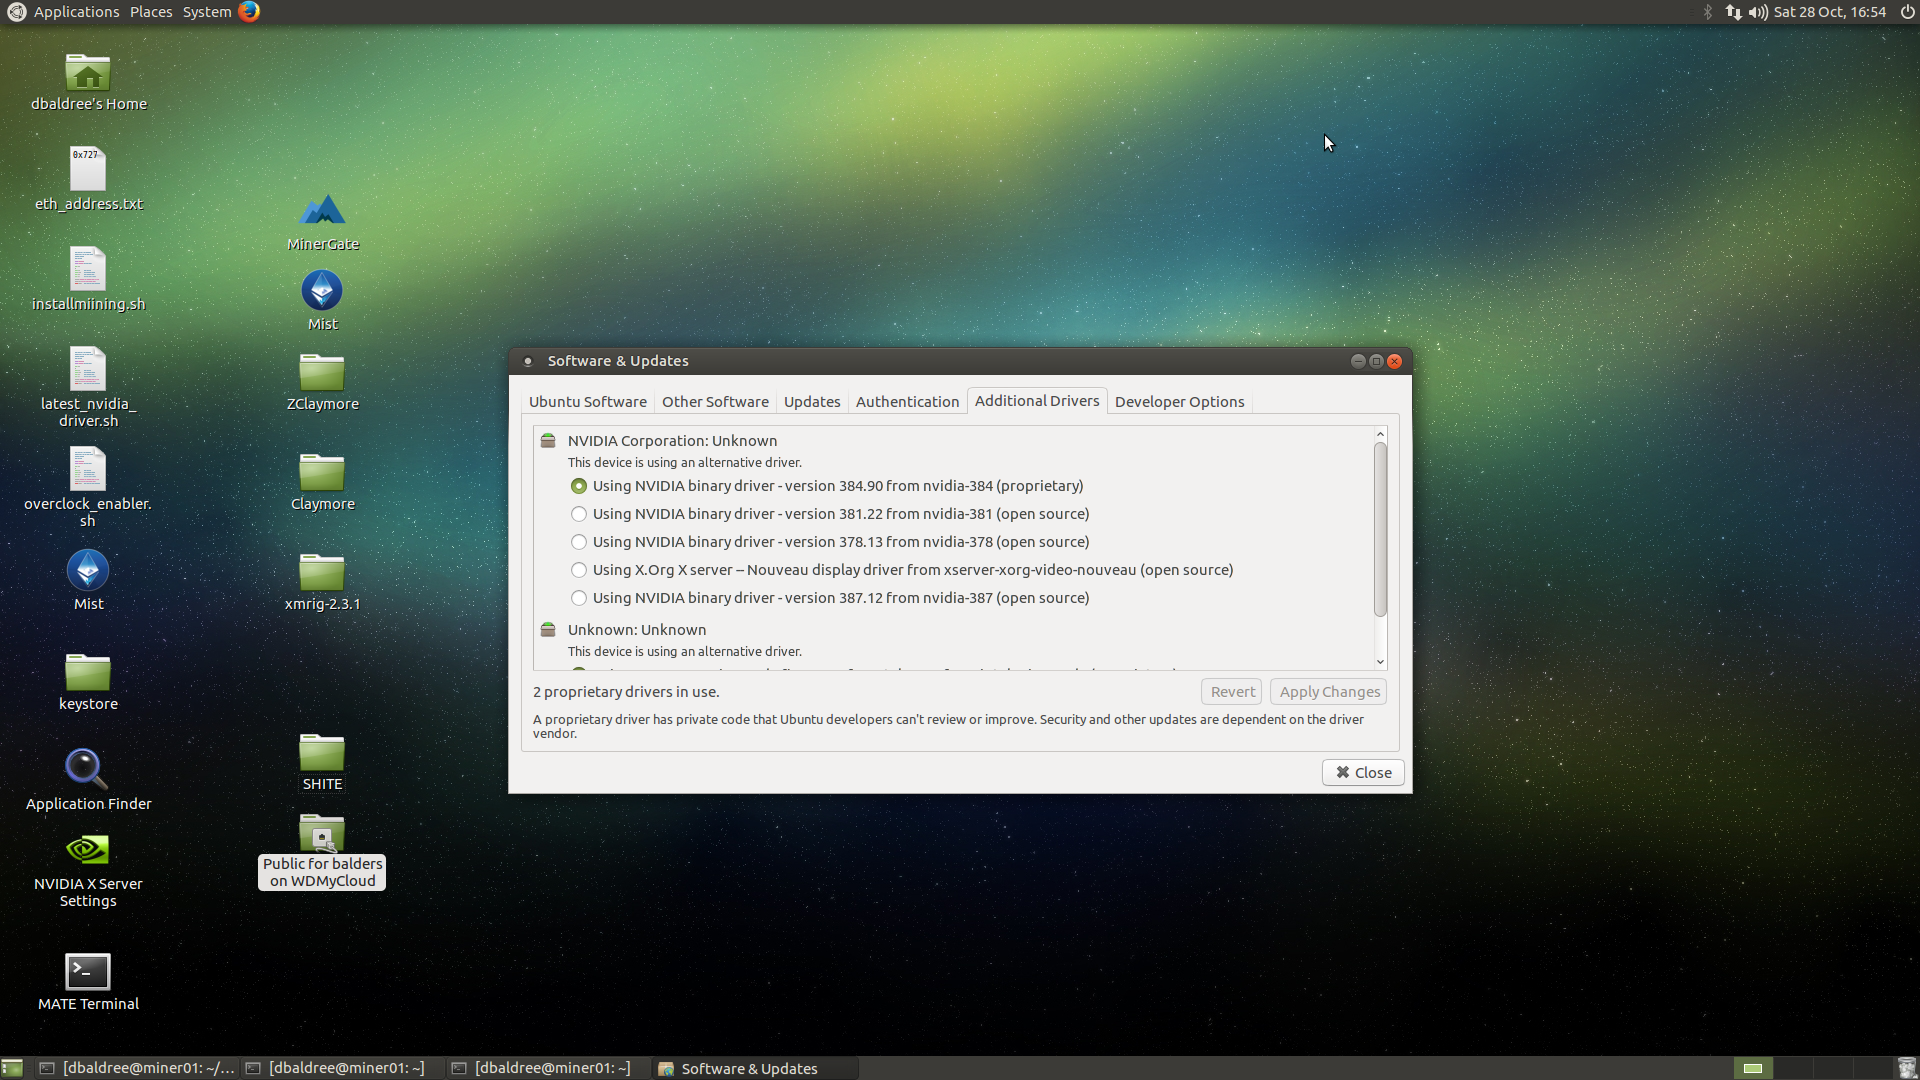 Applications Places System
Sat 28 Oct, 16:54
dbaldree's Home
0x727
eth_address.txt
installmiining.sh
latest_nvidia_
driver.sh
overclock_enabler.
sh
Mist
keystore
Application Finder
NVIDIA X Server
Settings
MATE Terminal
MinerGate
Mist
ZClaymore
Claymore
xmrig-2.3.1
SHITE
Public for balders
on WDMyCloud
Software & Updates
Ubuntu Software Other Software Updates Authentication Additional Drivers Developer Options
NVIDIA Corporation: Unknown
This device is using an alternative driver.
Using NVIDIA binary driver - version 384.90 from nvidia-384 (proprietary)
Using NVIDIA binary driver - version 381.22 from nvidia-381 (open source)
Using NVIDIA binary driver - version 378.13 from nvidia-378 (open source)
Using X.Org X server -- Nouveau display driver from xserver-xorg-video-nouveau (open source)
Using NVIDIA binary driver - version 387.12 from nvidia-387 (open source)
Unknown: Unknown
This device is using an alternative driver.
2 proprietary drivers in use.
Revert Apply Changes
A proprietary driver has private code that Ubuntu developers can't review or improve. Security and other updates are dependent on the driver
vendor.
Close
[dbaldree@miner01: ~/... [dbaldree@miner01: ~] [dbaldree@miner01: ~] Software & Updates